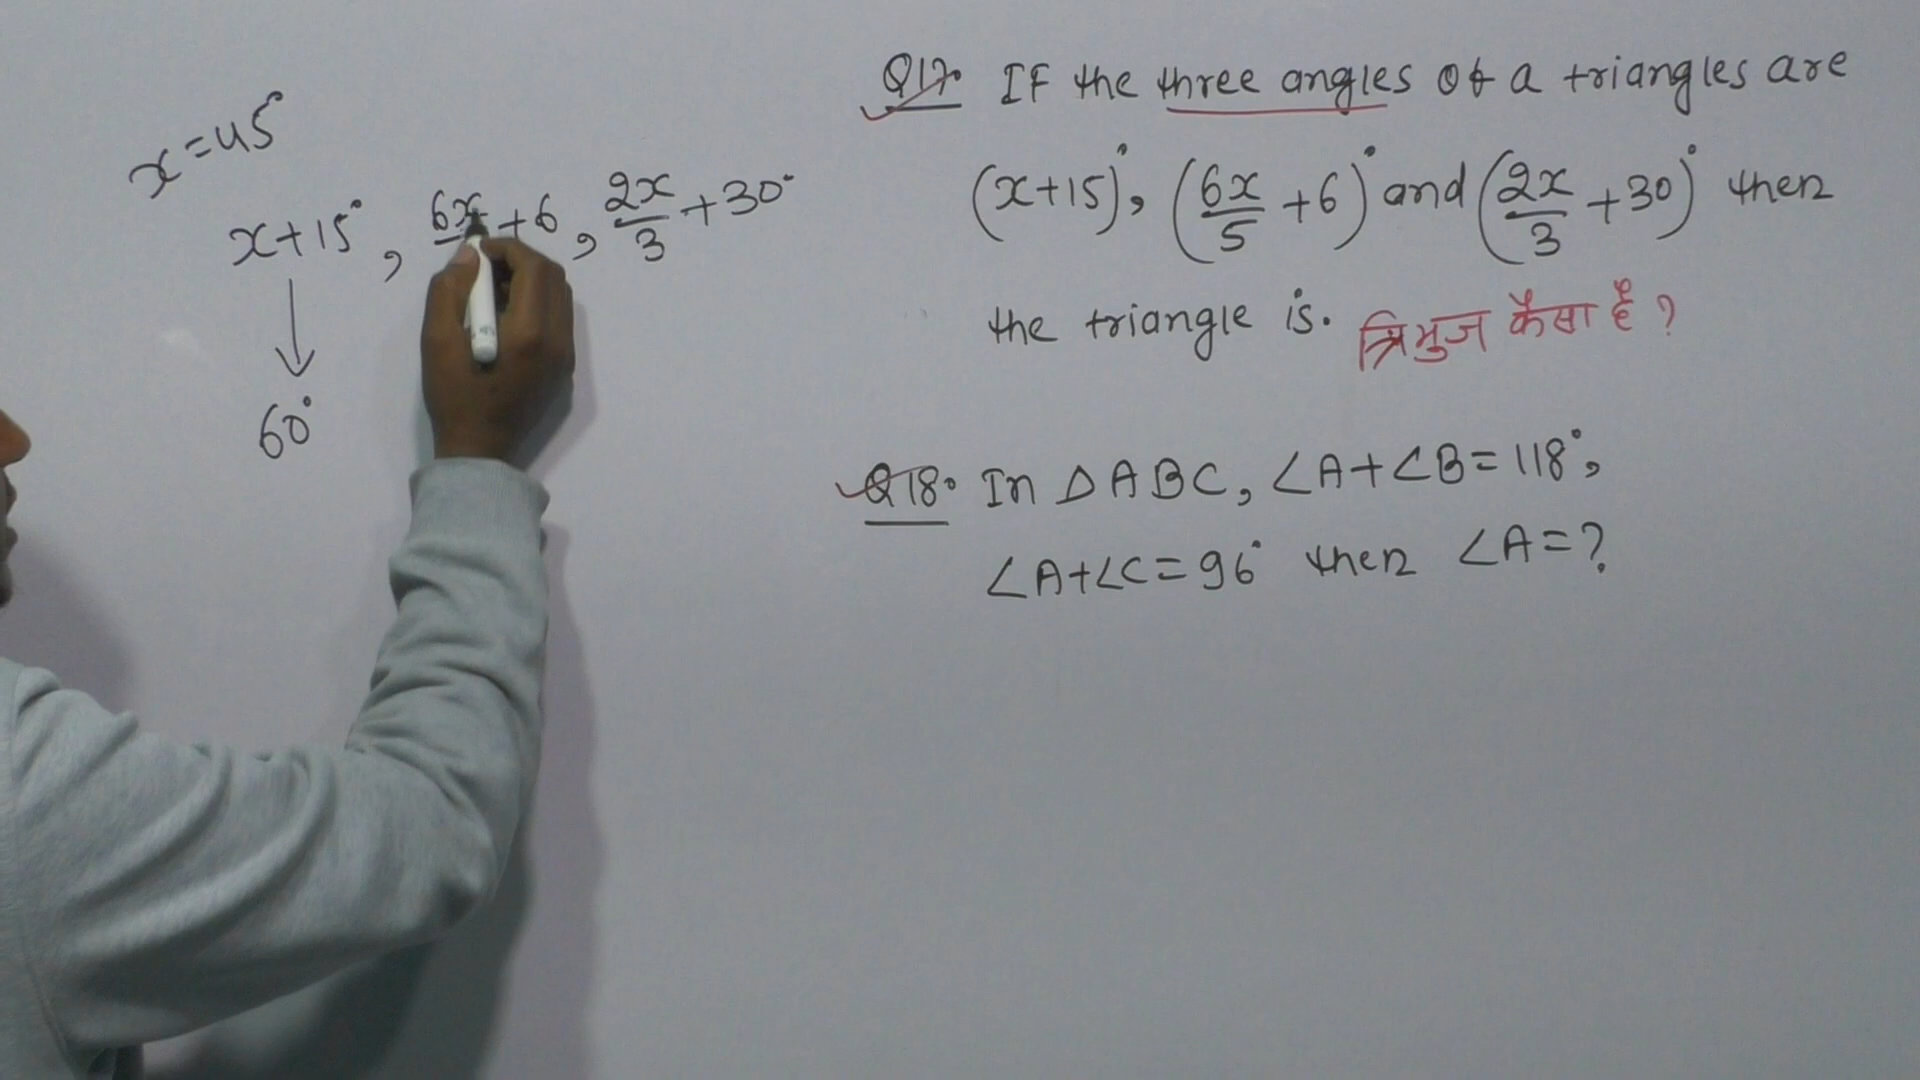 x=45°
x+15°, 6x +6, 2x/3 +30°
60°
Q17. IF the three angles of a triangles are
(x+15)°, (6x/5 +6)° and (2x/3 +30)° then
the triangle is. त्रिभुज कैसा है ?
Q18. In △ABC, ∠A+∠B=118°,
∠A+∠C=96° then ∠A=?